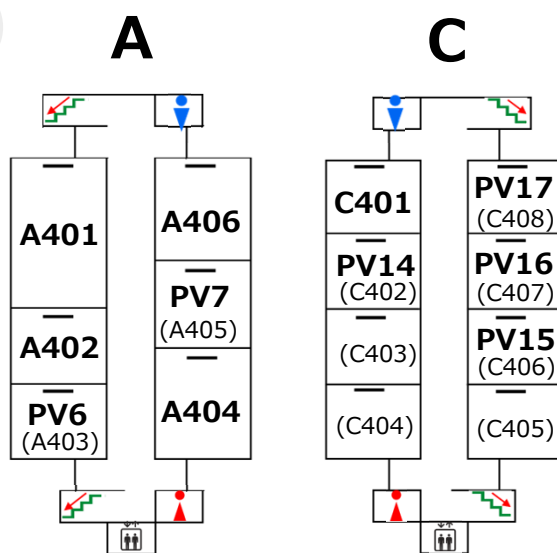 A
C
A401
A402
PV6
(A403)
A406
PV7
(A405)
A404
C401
PV14
(C402)
(C403)
(C404)
PV17
(C408)
PV16
(C407)
PV15
(C406)
(C405)